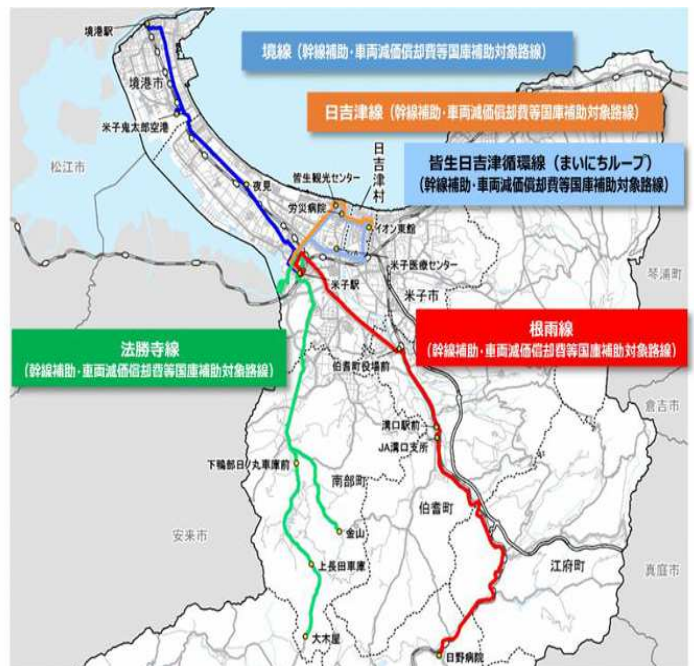 境港駅
境線（幹線補助・車両減価償却費等国庫補助対象路線）
境港市
日吉津線（幹線補助・車両減価償却費等国庫補助対象路線）
米子鬼太郎空港
日吉津村
皆生日吉津循環線（まいにちループ）
（幹線補助・車両減価償却費等国庫補助対象路線）
松江市
皆生観光センター
夜見
労災病院
イオン東館
米子医療センター
琴浦町
米子駅
米子市
法勝寺線
（幹線補助・車両減価償却費等国庫補助対象路線）
根雨線
（幹線補助・車両減価償却費等国庫補助対象路線）
伯耆町役場前
倉吉市
溝口駅前
JA溝口支所
下鴨部日ノ丸車庫前
南部町
伯耆町
安来市
金山
江府町
真庭市
上長田車庫
大木屋
日野病院